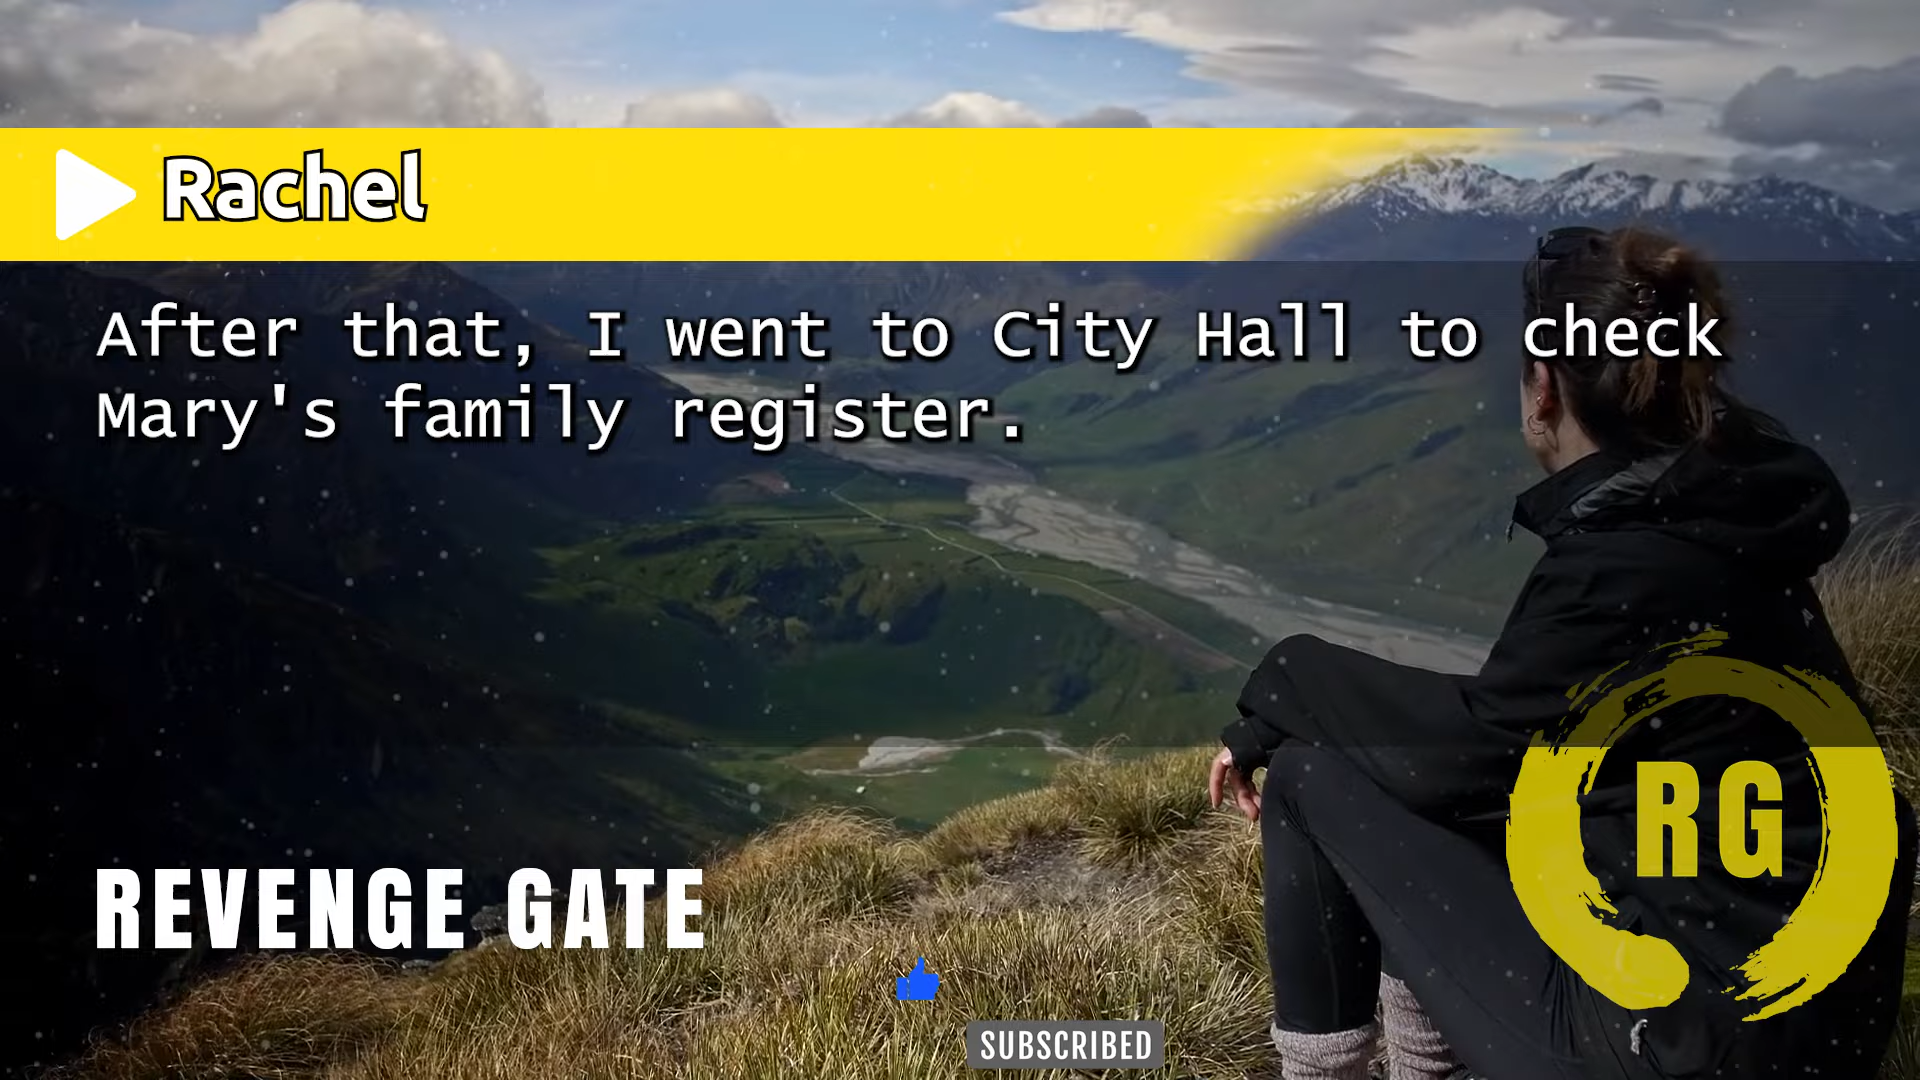 Rachel
After that, I went to City Hall to check
Mary's family register.
RG
REVENGE GATE
SUBSCRIBED